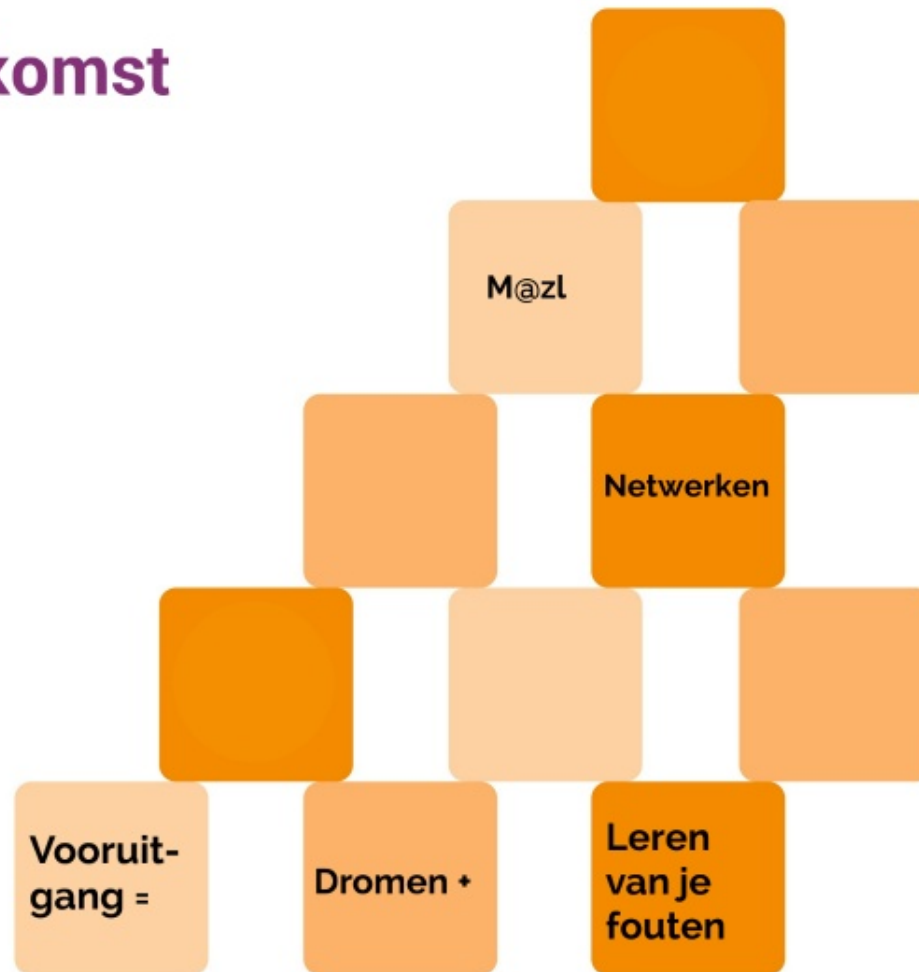 komst
M@zl
Netwerken
Vooruit-
gang =
Dromen +
Leren
van je
fouten